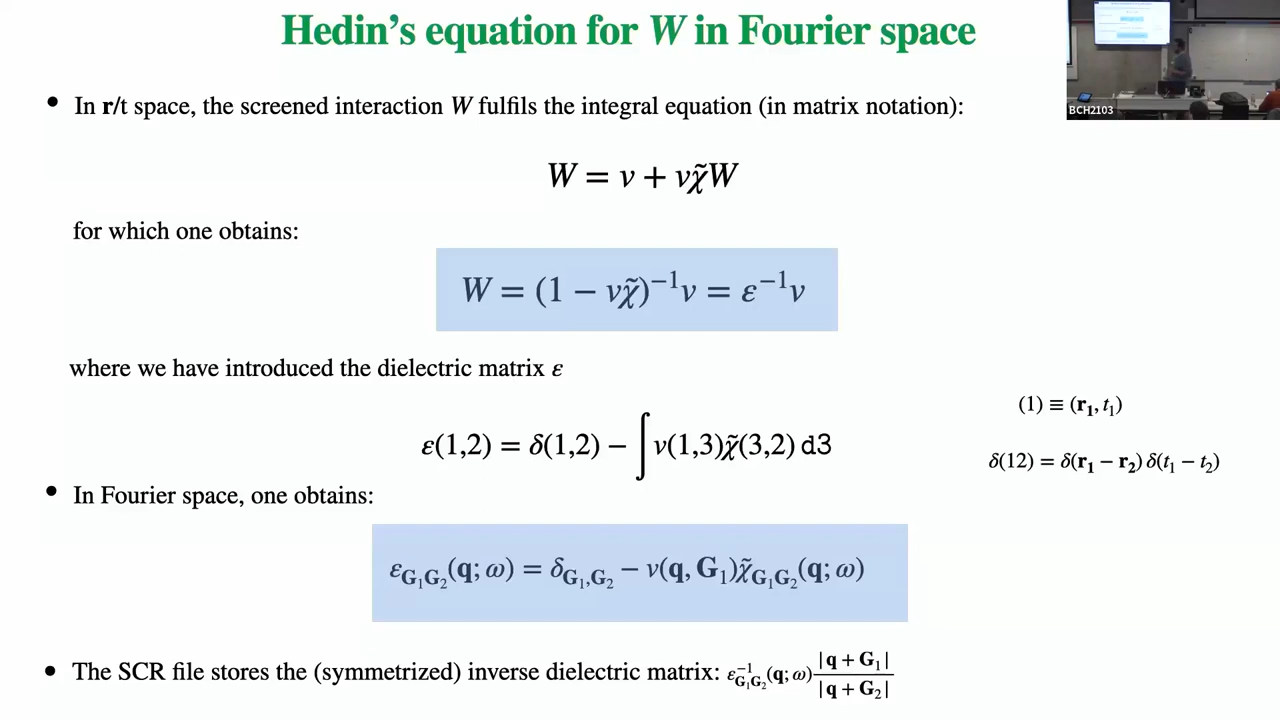 Hedin's equation for W in Fourier space
• In r/t space, the screened interaction W fulfils the integral equation (in matrix notation):
W = v + vχ̃W
for which one obtains:
W = (1 − vχ̃)⁻¹v = ε⁻¹v
where we have introduced the dielectric matrix ε
(1) ≡ (r₁, t₁)
ε(1,2) = δ(1,2) − ∫ v(1,3)χ̃(3,2) d3
δ(12) = δ(r₁ − r₂) δ(t₁ − t₂)
• In Fourier space, one obtains:
ε_{G₁G₂}(q; ω) = δ_{G₁,G₂} − v(q, G₁)χ̃_{G₁G₂}(q; ω)
• The SCR file stores the (symmetrized) inverse dielectric matrix: ε⁻¹_{G₁G₂}(q; ω) |q + G₁| / |q + G₂|
BCH2103